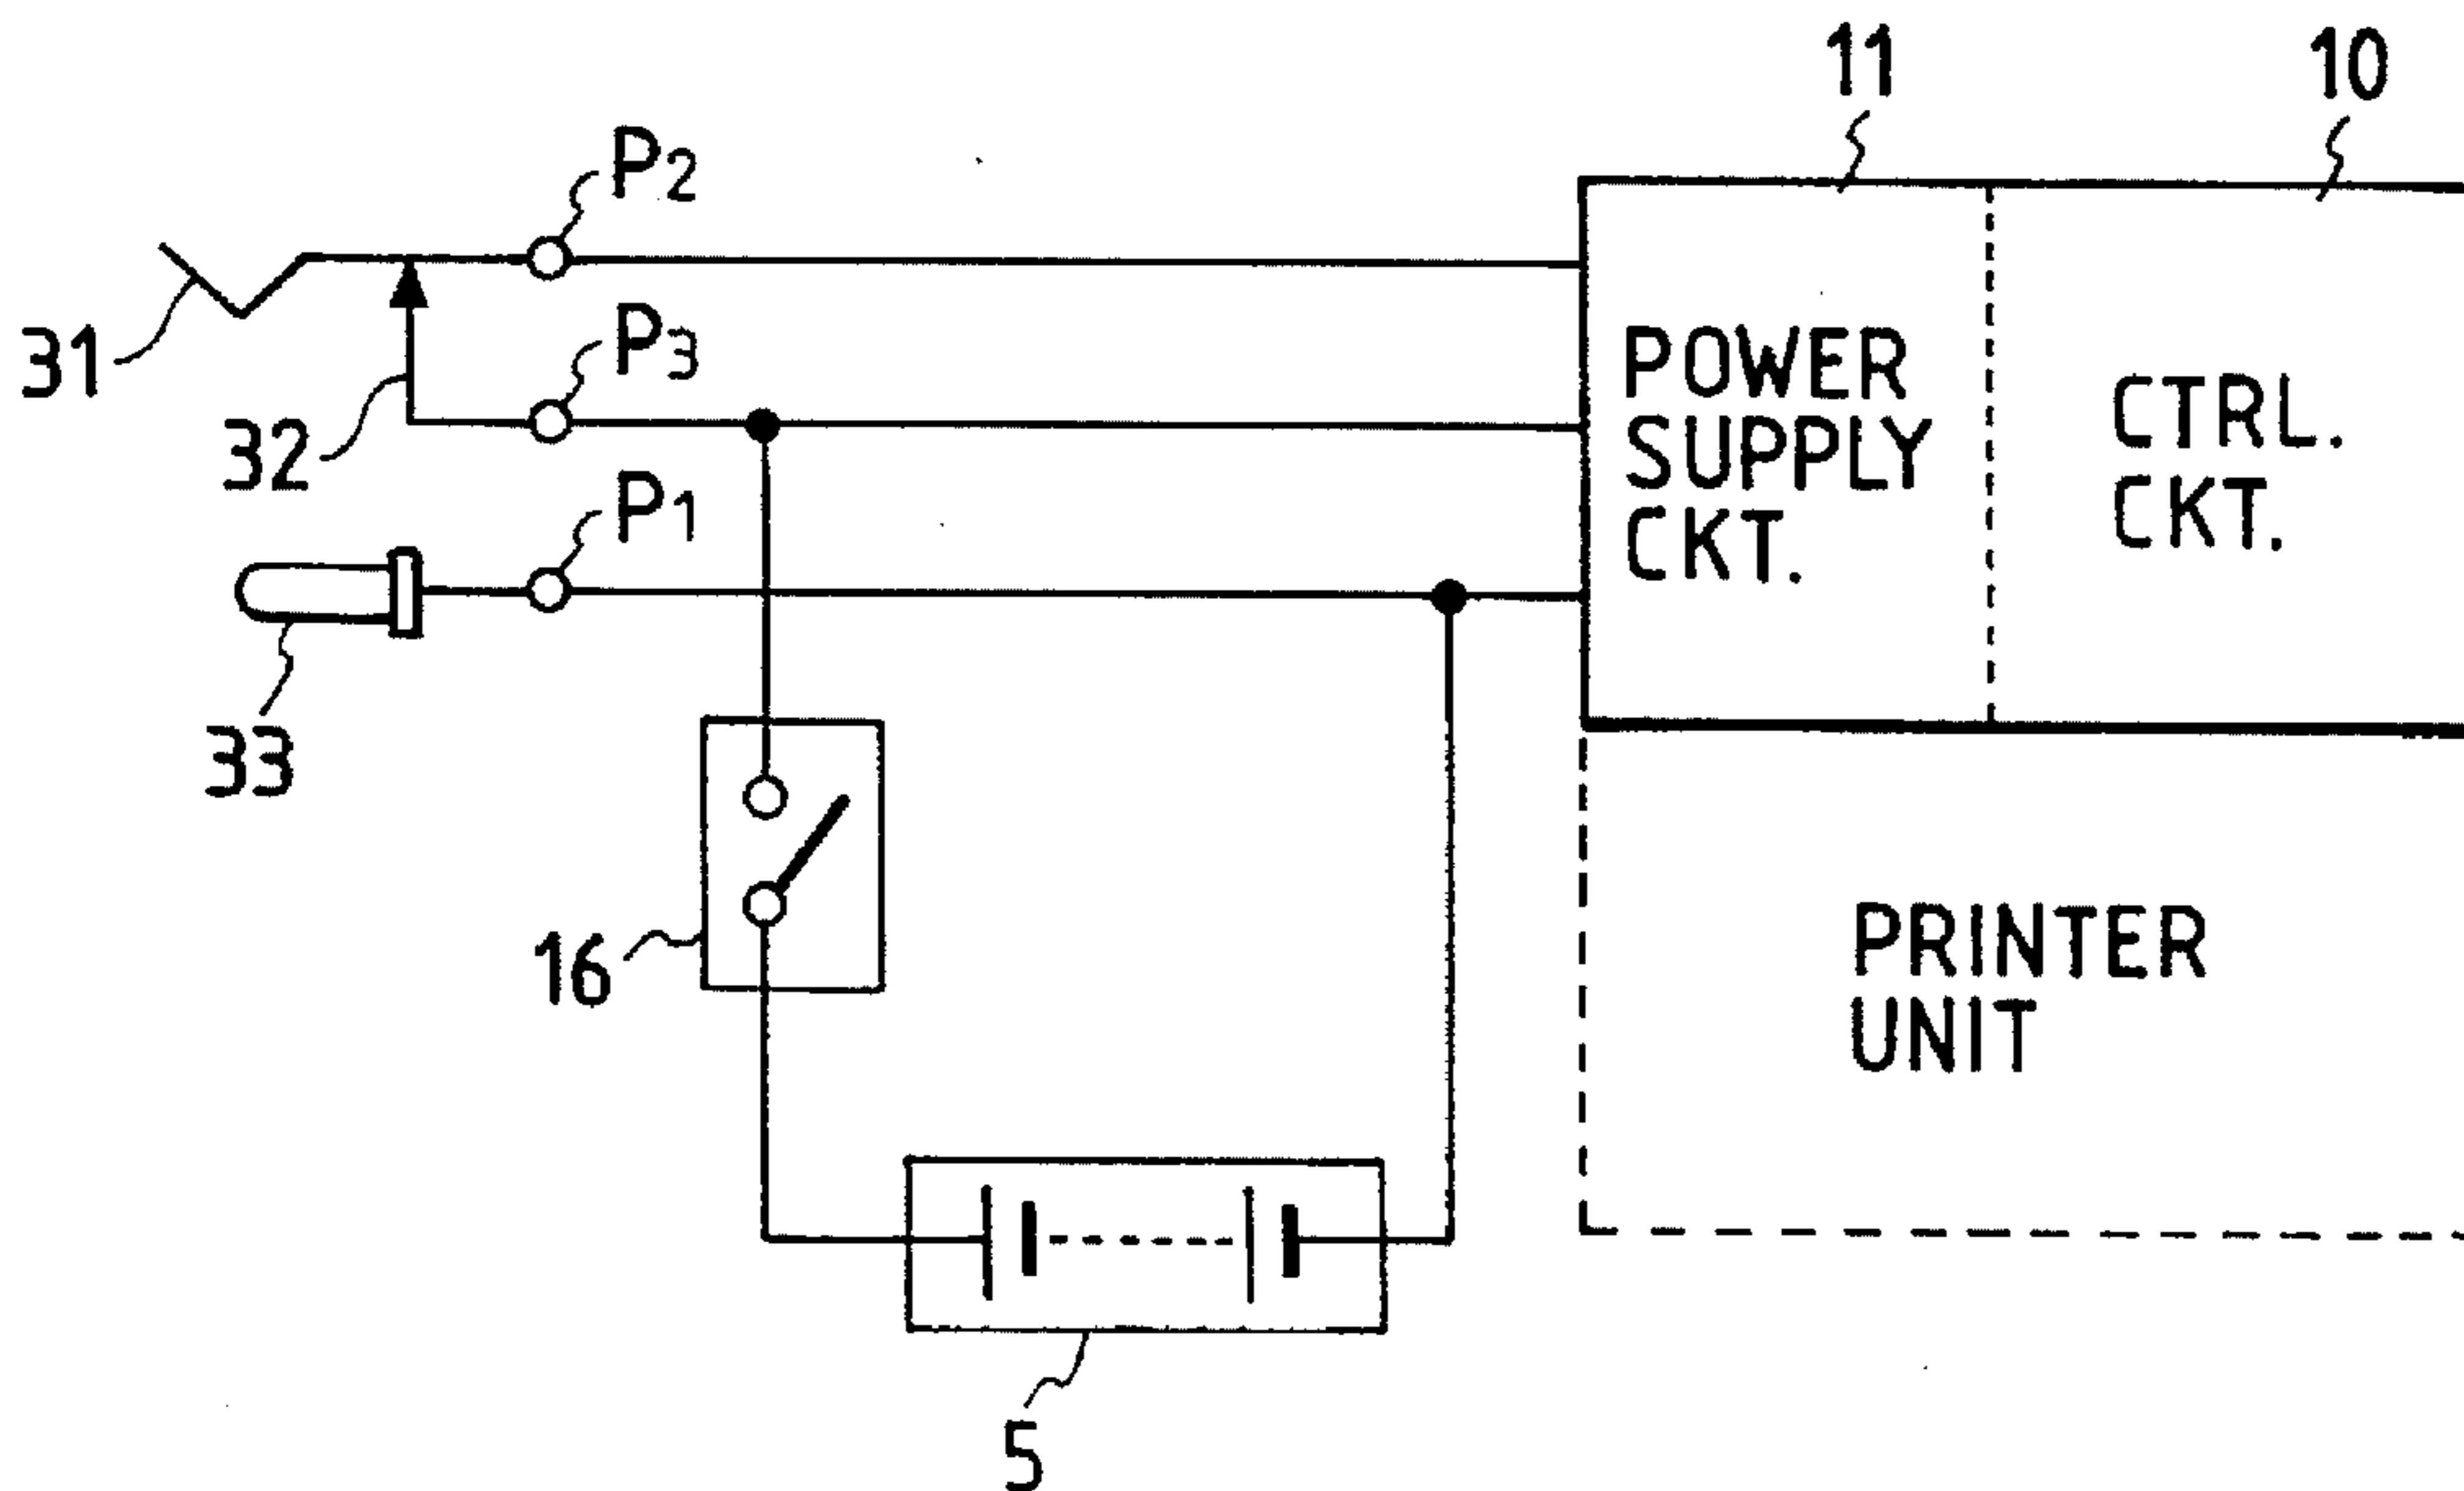 11
10
P2
31
P3
32
P1
33
POWER
SUPPLY
CKT.
CTRL.
CKT.
16
PRINTER
UNIT
5